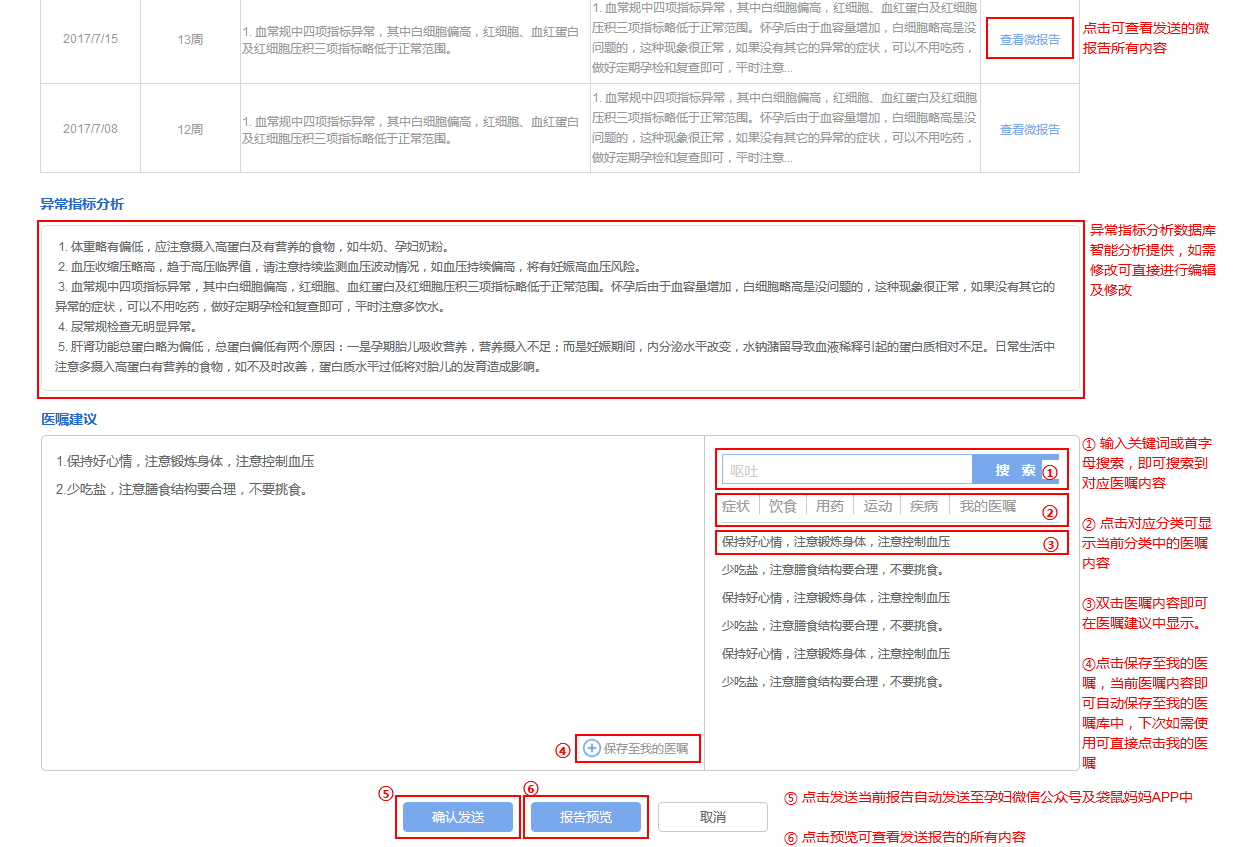 1. 血常规中四项指标异常，其中白细胞偏高，红细胞、血红蛋白及红细胞
压积三项指标略低于正常范围。怀孕后由于血容量增加，白细胞略高是没
问题的，这种现象很正常，如果没有其它的异常的症状，可以不用吃药，
做好定期孕检和复查即可，平时注意...
2017/7/15
13周
1. 血常规中四项指标异常，其中白细胞偏高，红细胞、血红蛋白
及红细胞压积三项指标略低于正常范围。
查看微报告
点击可查看发送的微
报告所有内容
2017/7/08
12周
1. 血常规中四项指标异常，其中白细胞偏高，红细胞、血红蛋白
及红细胞压积三项指标略低于正常范围。
1. 血常规中四项指标异常，其中白细胞偏高，红细胞、血红蛋白及红细胞
压积三项指标略低于正常范围。怀孕后由于血容量增加，白细胞略高是没
问题的，这种现象很正常，如果没有其它的异常的症状，可以不用吃药，
做好定期孕检和复查即可，平时注意...
查看微报告
异常指标分析
1. 体重略有偏低，应注意摄入高蛋白及有营养的食物，如牛奶、孕妇奶粉。
2. 血压收缩压略高，趋于高压临界值，请注意持续监测血压波动情况，如血压持续偏高，将有妊娠高血压风险。
3. 血常规中四项指标异常，其中白细胞偏高，红细胞、血红蛋白及红细胞压积三项指标略低于正常范围。怀孕后由于血容量增加，白细胞略高是没问题的，这种现象很正常，如果没有其它的
异常的症状，可以不用吃药，做好定期孕检和复查即可，平时注意多饮水。
4. 尿常规检查无明显异常。
5. 肝肾功能总蛋白略为偏低，总蛋白偏低有两个原因：一是孕期胎儿吸收营养，营养摄入不足；而是妊娠期间，内分泌水平改变，水钠潴留导致血液稀释引起的蛋白质相对不足。日常生活中
注意多摄入高蛋白有营养的食物，如不及时改善，蛋白质水平过低将对胎儿的发育造成影响。
异常指标分析数据库
智能分析提供，如需
修改可直接进行编辑
及修改
医嘱建议
1.保持好心情，注意锻炼身体，注意控制血压
2.少吃盐，注意膳食结构要合理，不要挑食。
呕吐
搜 索
①
症状 饮食 用药 运动 疾病 我的医嘱
②
保持好心情，注意锻炼身体，注意控制血压
③
少吃盐，注意膳食结构要合理，不要挑食。
保持好心情，注意锻炼身体，注意控制血压
少吃盐，注意膳食结构要合理，不要挑食。
保持好心情，注意锻炼身体，注意控制血压
少吃盐，注意膳食结构要合理，不要挑食。
④
保存至我的医嘱
① 输入关键词或首字
母搜索，即可搜索到
对应医嘱内容
② 点击对应分类可显
示当前分类中的医嘱
内容
③双击医嘱内容即可
在医嘱建议中显示。
④点击保存至我的医
嘱，当前医嘱内容即
可自动保存至我的医
嘱库中，下次如需使
用可直接点击我的医
嘱
⑤
确认发送
⑥
报告预览
取消
⑤ 点击发送当前报告自动发送至孕妇微信公众号及袋鼠妈妈APP中
⑥ 点击预览可查看发送报告的所有内容